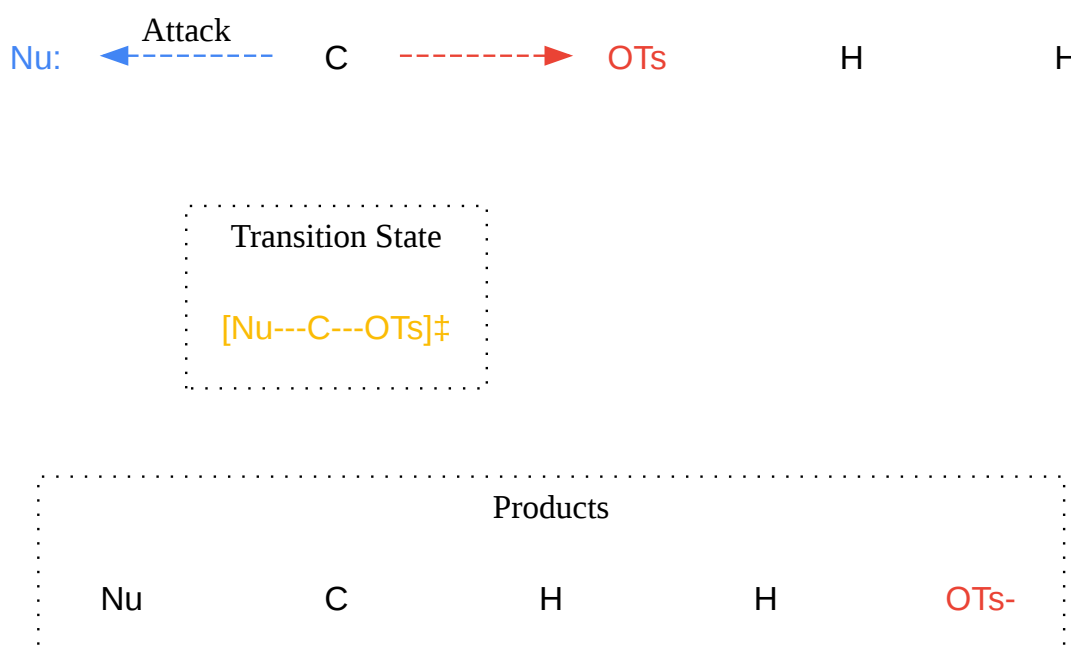 Attack
Nu: C OTs H H
Transition State
[Nu---C---OTs]‡
Products
Nu C H H OTs-